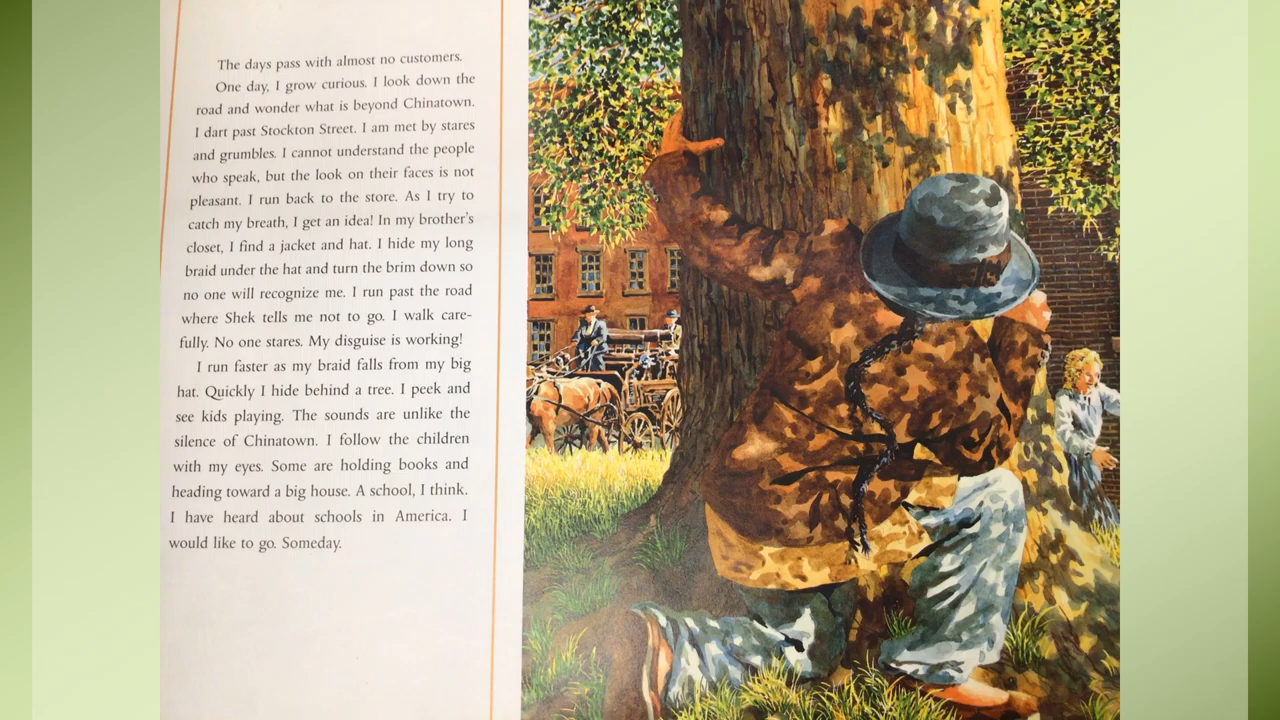 The days pass with almost no customers.
One day, I grow curious. I look down the
road and wonder what is beyond Chinatown.
I dart past Stockton Street. I am met by stares
and grumbles. I cannot understand the people
who speak, but the look on their faces is not
pleasant. I run back to the store. As I try to
catch my breath, I get an idea! In my brother's
closet, I find a jacket and hat. I hide my long
braid under the hat and turn the brim down so
no one will recognize me. I run past the road
where Shek tells me not to go. I walk care-
fully. No one stares. My disguise is working!
I run faster as my braid falls from my big
hat. Quickly I hide behind a tree. I peek and
see kids playing. The sounds are unlike the
silence of Chinatown. I follow the children
with my eyes. Some are holding books and
heading toward a big house. A school, I think.
I have heard about schools in America. I
would like to go. Someday.